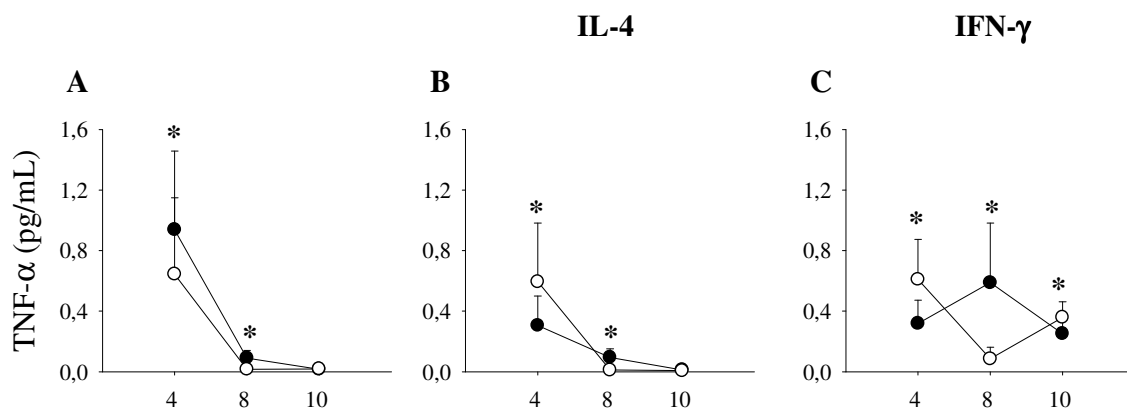 IL-4 IFN-γ
A B C
TNF-α (pg/mL)
1,6 1,6 1,6
* * * * * * *
1,2 1,2 1,2
0,8 0,8 0,8
0,4 0,4 0,4
0,0 0,0 0,0
4 8 10 4 8 10 4 8 10